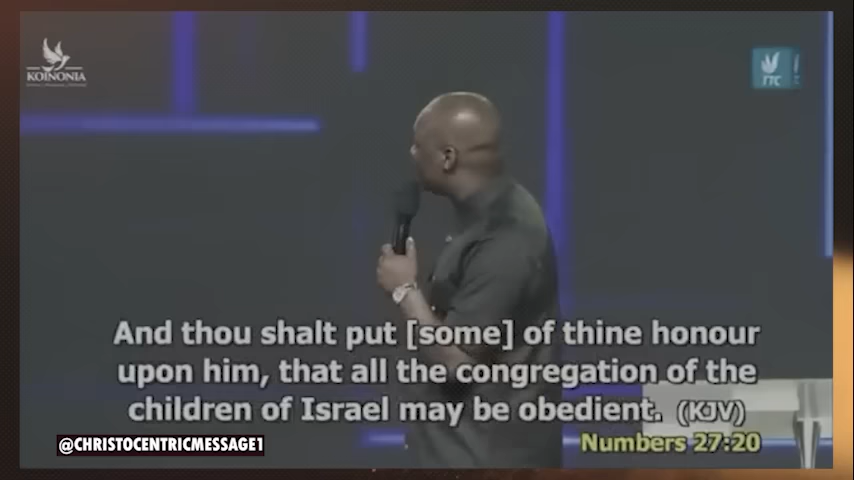 KOINONIA
TTC
And thou shalt put [some] of thine honour
upon him, that all the congregation of the
children of Israel may be obedient. (KJV)
@CHRISTOCENTRICMESSAGE1
Numbers 27:20